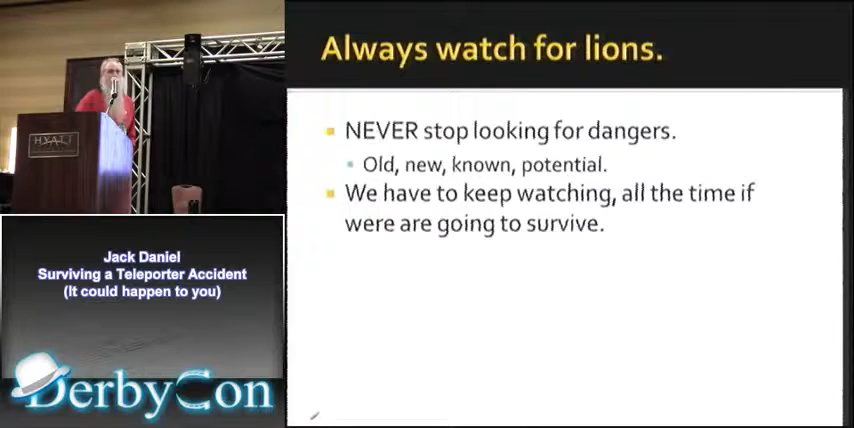 Always watch for lions.
NEVER stop looking for dangers.
Old, new, known, potential.
We have to keep watching, all the time if
were are going to survive.
HYATT
Jack Daniel
Surviving a Teleporter Accident
(It could happen to you)
DerbyCon